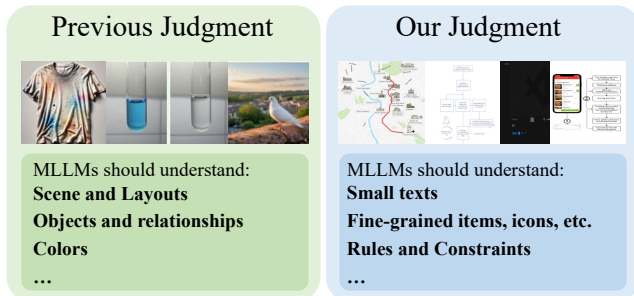 Previous Judgment
MLLMs should understand:
Scene and Layouts
Objects and relationships
Colors
...
Our Judgment
MLLMs should understand:
Small texts
Fine-grained items, icons, etc.
Rules and Constraints
...